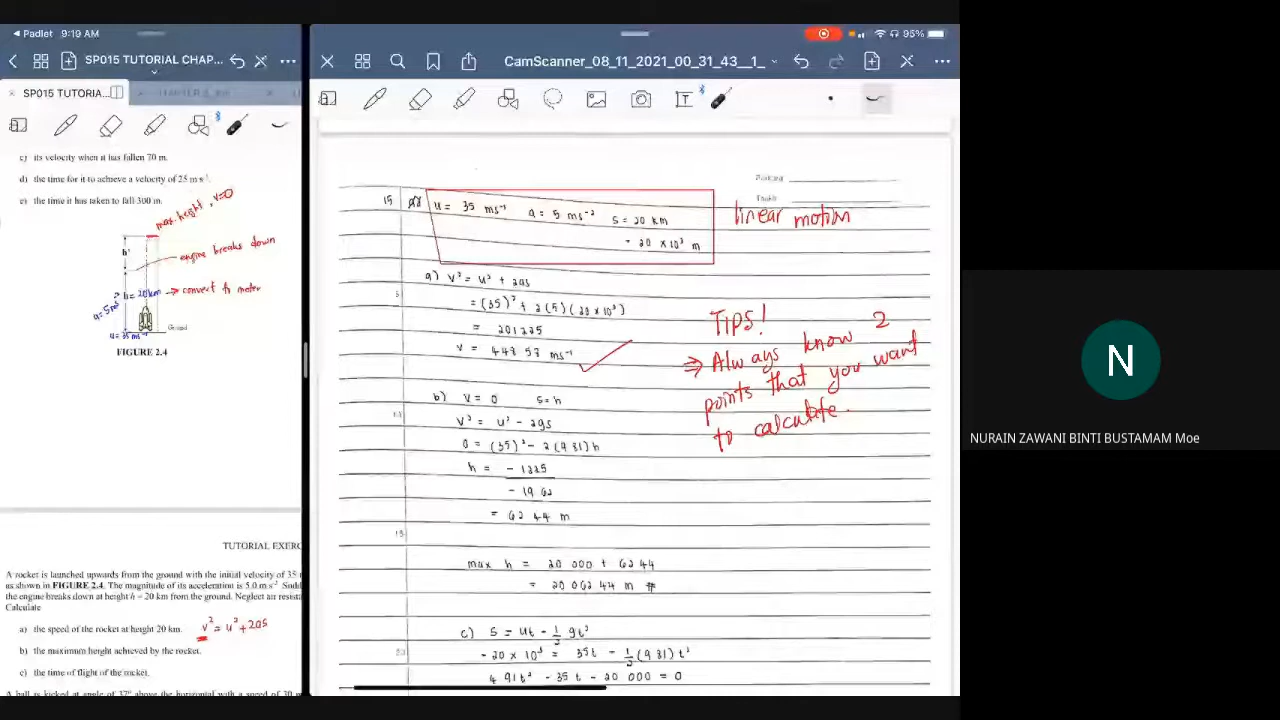 Padlet 9:19 AM
95%
SP015 TUTORIAL CHAP...
SP015 TUTORIA...
c) its velocity when it has fallen 70 m.
d) the time for it to achieve a velocity of 25 m s⁻¹.
e) the time it has taken to fall 300 m.
max. height, v=0
h'
engine breaks down
h = 20km → convert to meter
a = 5ms⁻²
Ground
u = 35 ms⁻¹
FIGURE 2.4
TUTORIAL EXERC
A rocket is launched upwards from the ground with the initial velocity of 35
as shown in FIGURE 2.4. The magnitude of its acceleration is 5.0 m s⁻². Sudd
the engine breaks down at height h = 20 km from the ground. Neglect air resist
Calculate
a) the speed of the rocket at height 20 km. v² = u² + 2as
b) the maximum height achieved by the rocket.
c) the time of flight of the rocket.
A ball is kicked at angle of 37° above the horizontal with a speed of 30 m
CamScanner_08_11_2021_00_31_43__1_
T
15
u = 35 ms⁻¹ a = 5 ms⁻² s = 20 km
= 20 x10³ m
linear motion
a) v² = u² + 2as
5
= (35)² + 2(5)(20 x10³)
= 201225
v = 448 57 ms⁻¹
TIPS!
⇒ Always know 2
points that you want
to calculate.
b) v = 0 s = h
v² = u² - 2gs
0 = (35)² - 2(9 81)h
h = - 1225
- 19 62
= 62 44 m
15
max h = 20 000 + 62 44
= 20 062 44 m #
c) s = ut - 1/2 gt²
20
- 20 x 10³ = 35t - 1/2 (9 81) t²
4 91t² - 35 t - 20 000 = 0
N
NURAIN ZAWANI BINTI BUSTAMAM Moe